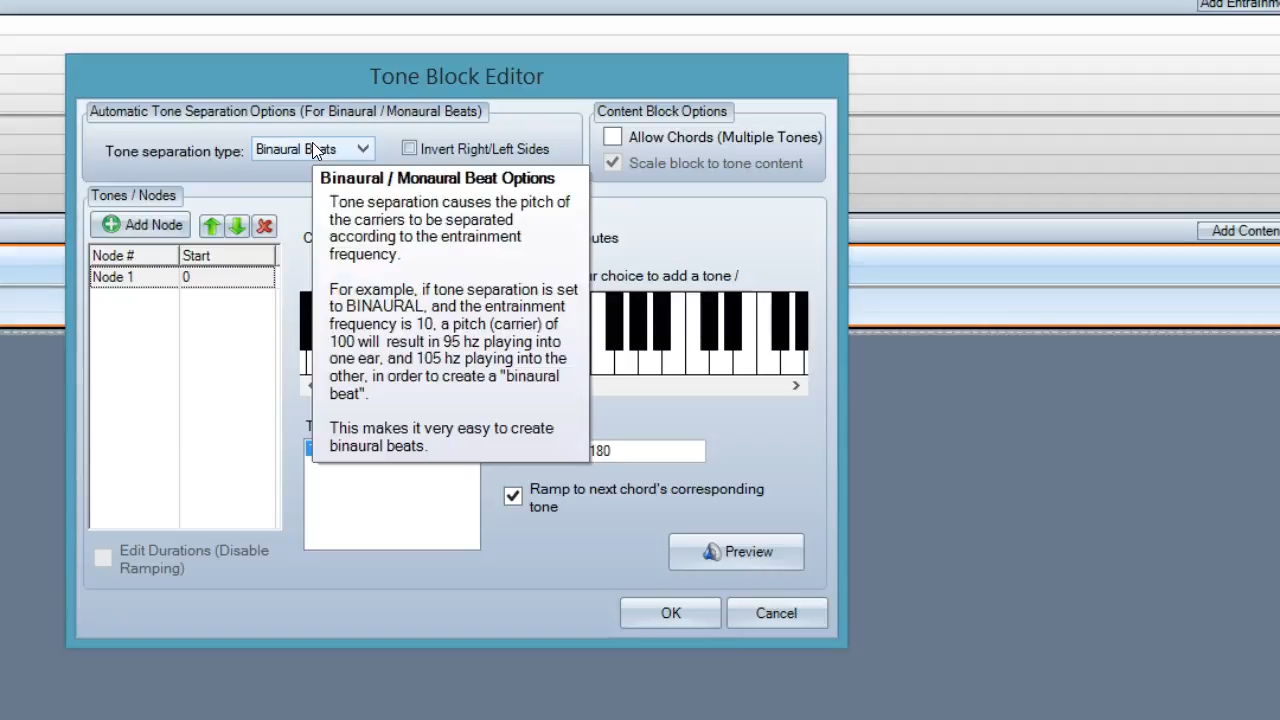 Add Entrainm
Tone Block Editor
Automatic Tone Separation Options (For Binaural / Monaural Beats)
Content Block Options
Tone separation type:
Binaural Beats
Invert Right/Left Sides
Allow Chords (Multiple Tones)
Scale block to tone content
Binaural / Monaural Beat Options
Tone separation causes the pitch of
the carriers to be separated
according to the entrainment
frequency.
For example, if tone separation is set
to BINAURAL, and the entrainment
frequency is 10, a pitch (carrier) of
100 will result in 95 hz playing into
one ear, and 105 hz playing into the
other, in order to create a "binaural
beat".
This makes it very easy to create
binaural beats.
Tones / Nodes
Add Node
Node #
Start
Node 1
0
utes
r choice to add a tone /
180
Ramp to next chord's corresponding
tone
Edit Durations (Disable
Ramping)
Preview
OK
Cancel
Add Conten